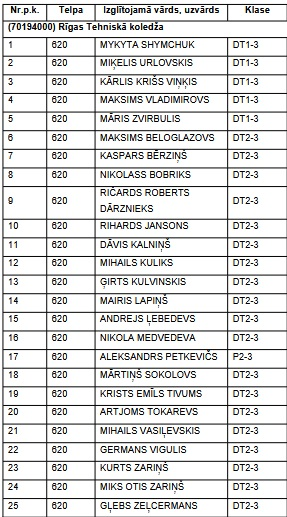 Nr.p.k. Telpa Izglītojamā vārds, uzvārds Klase
(70194000) Rīgas Tehniskā koledža
1 620 MYKYTA SHYMCHUK DT1-3
2 620 MIĶELIS URLOVSKIS DT1-3
3 620 KĀRLIS KRIŠS VIŅĶIS DT1-3
4 620 MAKSIMS VLADIMIROVS DT1-3
5 620 MĀRIS ZVIRBULIS DT1-3
6 620 MAKSIMS BELOGLAZOVS DT2-3
7 620 KASPARS BĒRZIŅŠ DT2-3
8 620 NIKOLASS BOBRIKS DT2-3
9 620 RIČARDS ROBERTS DT2-3
DĀRZNIEKS
10 620 RIHARDS JANSONS DT2-3
11 620 DĀVIS KALNIŅŠ DT2-3
12 620 MIHAILS KULIKS DT2-3
13 620 ĢIRTS KULVINSKIS DT2-3
14 620 MAIRIS LAPIŅŠ DT2-3
15 620 ANDREJS ĻEBEDEVS DT2-3
16 620 NIKOLA MEDVEDEVA DT2-3
17 620 ALEKSANDRS PETKEVIČS P2-3
18 620 MĀRTIŅŠ SOKOLOVS DT2-3
19 620 KRISTS EMĪLS TIVUMS DT2-3
20 620 ARTJOMS TOKAREVS DT2-3
21 620 MIHAILS VASIĻEVSKIS DT2-3
22 620 GERMANS VIGULIS DT2-3
23 620 KURTS ZARIŅŠ DT2-3
24 620 MIKS OTIS ZARIŅŠ DT2-3
25 620 GĻEBS ZEĻCERMANS DT2-3